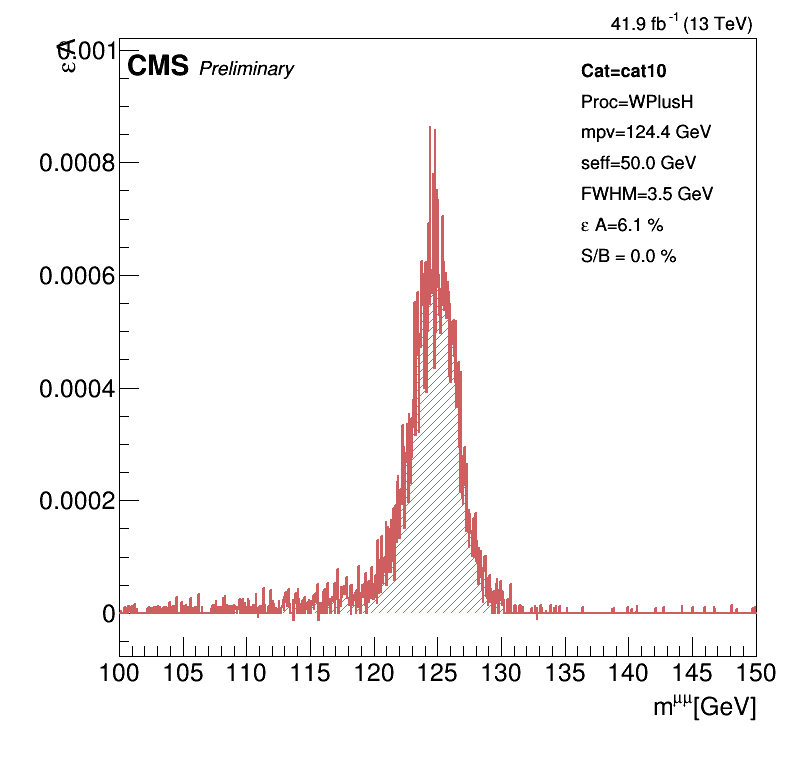 41.9 fb⁻¹ (13 TeV)
ε A
0.001
CMS Preliminary
Cat=cat10
Proc=WPlusH
mpv=124.4 GeV
seff=50.0 GeV
FWHM=3.5 GeV
ε A=6.1 %
S/B = 0.0 %
0.0008
0.0006
0.0004
0.0002
0
100 105 110 115 120 125 130 135 140 145 150
m^μμ[GeV]